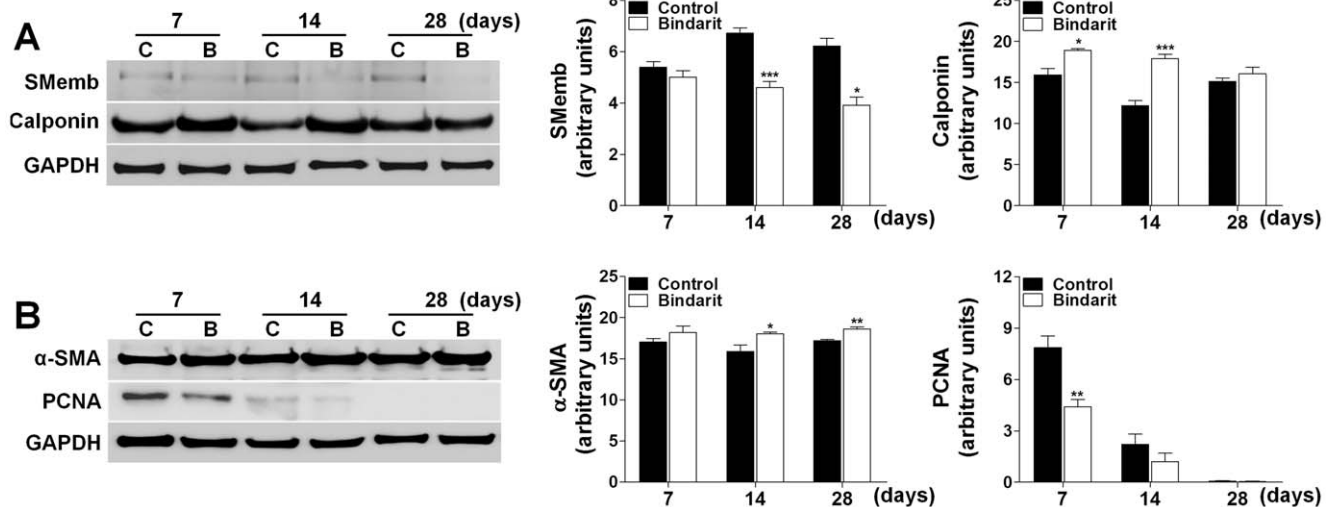 A
7 14 28 (days)
C B C B C B
SMemb
Calponin
GAPDH
8
6
4
2
0
SMemb
(arbitrary units)
Control
Bindarit
***
*
7 14 28 (days)
25
20
15
10
5
0
Calponin
(arbitrary units)
Control
Bindarit
*
***
7 14 28 (days)
B
7 14 28 (days)
C B C B C B
α-SMA
PCNA
GAPDH
25
20
15
10
5
0
α-SMA
(arbitrary units)
Control
Bindarit
*
**
7 14 28 (days)
12
9
6
3
0
PCNA
(arbitrary units)
Control
Bindarit
**
7 14 28 (days)